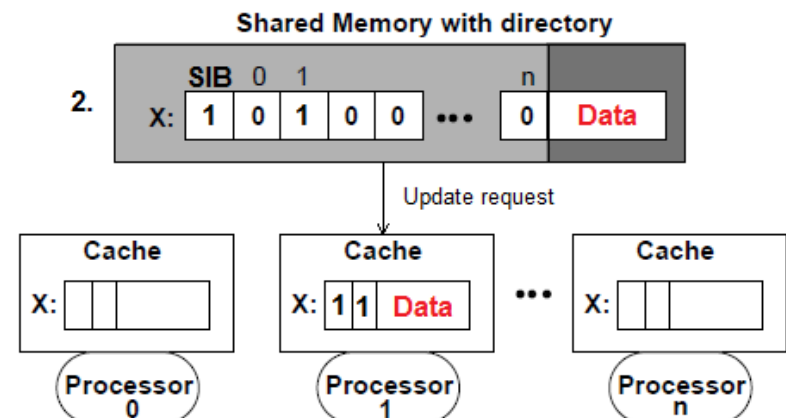 Shared Memory with directory
SIB 0 1 n
2. X: 1 0 1 0 0 ••• 0 Data
Update request
Cache Cache Cache
X: X: 1 1 Data ••• X:
Processor 0 Processor 1 Processor n